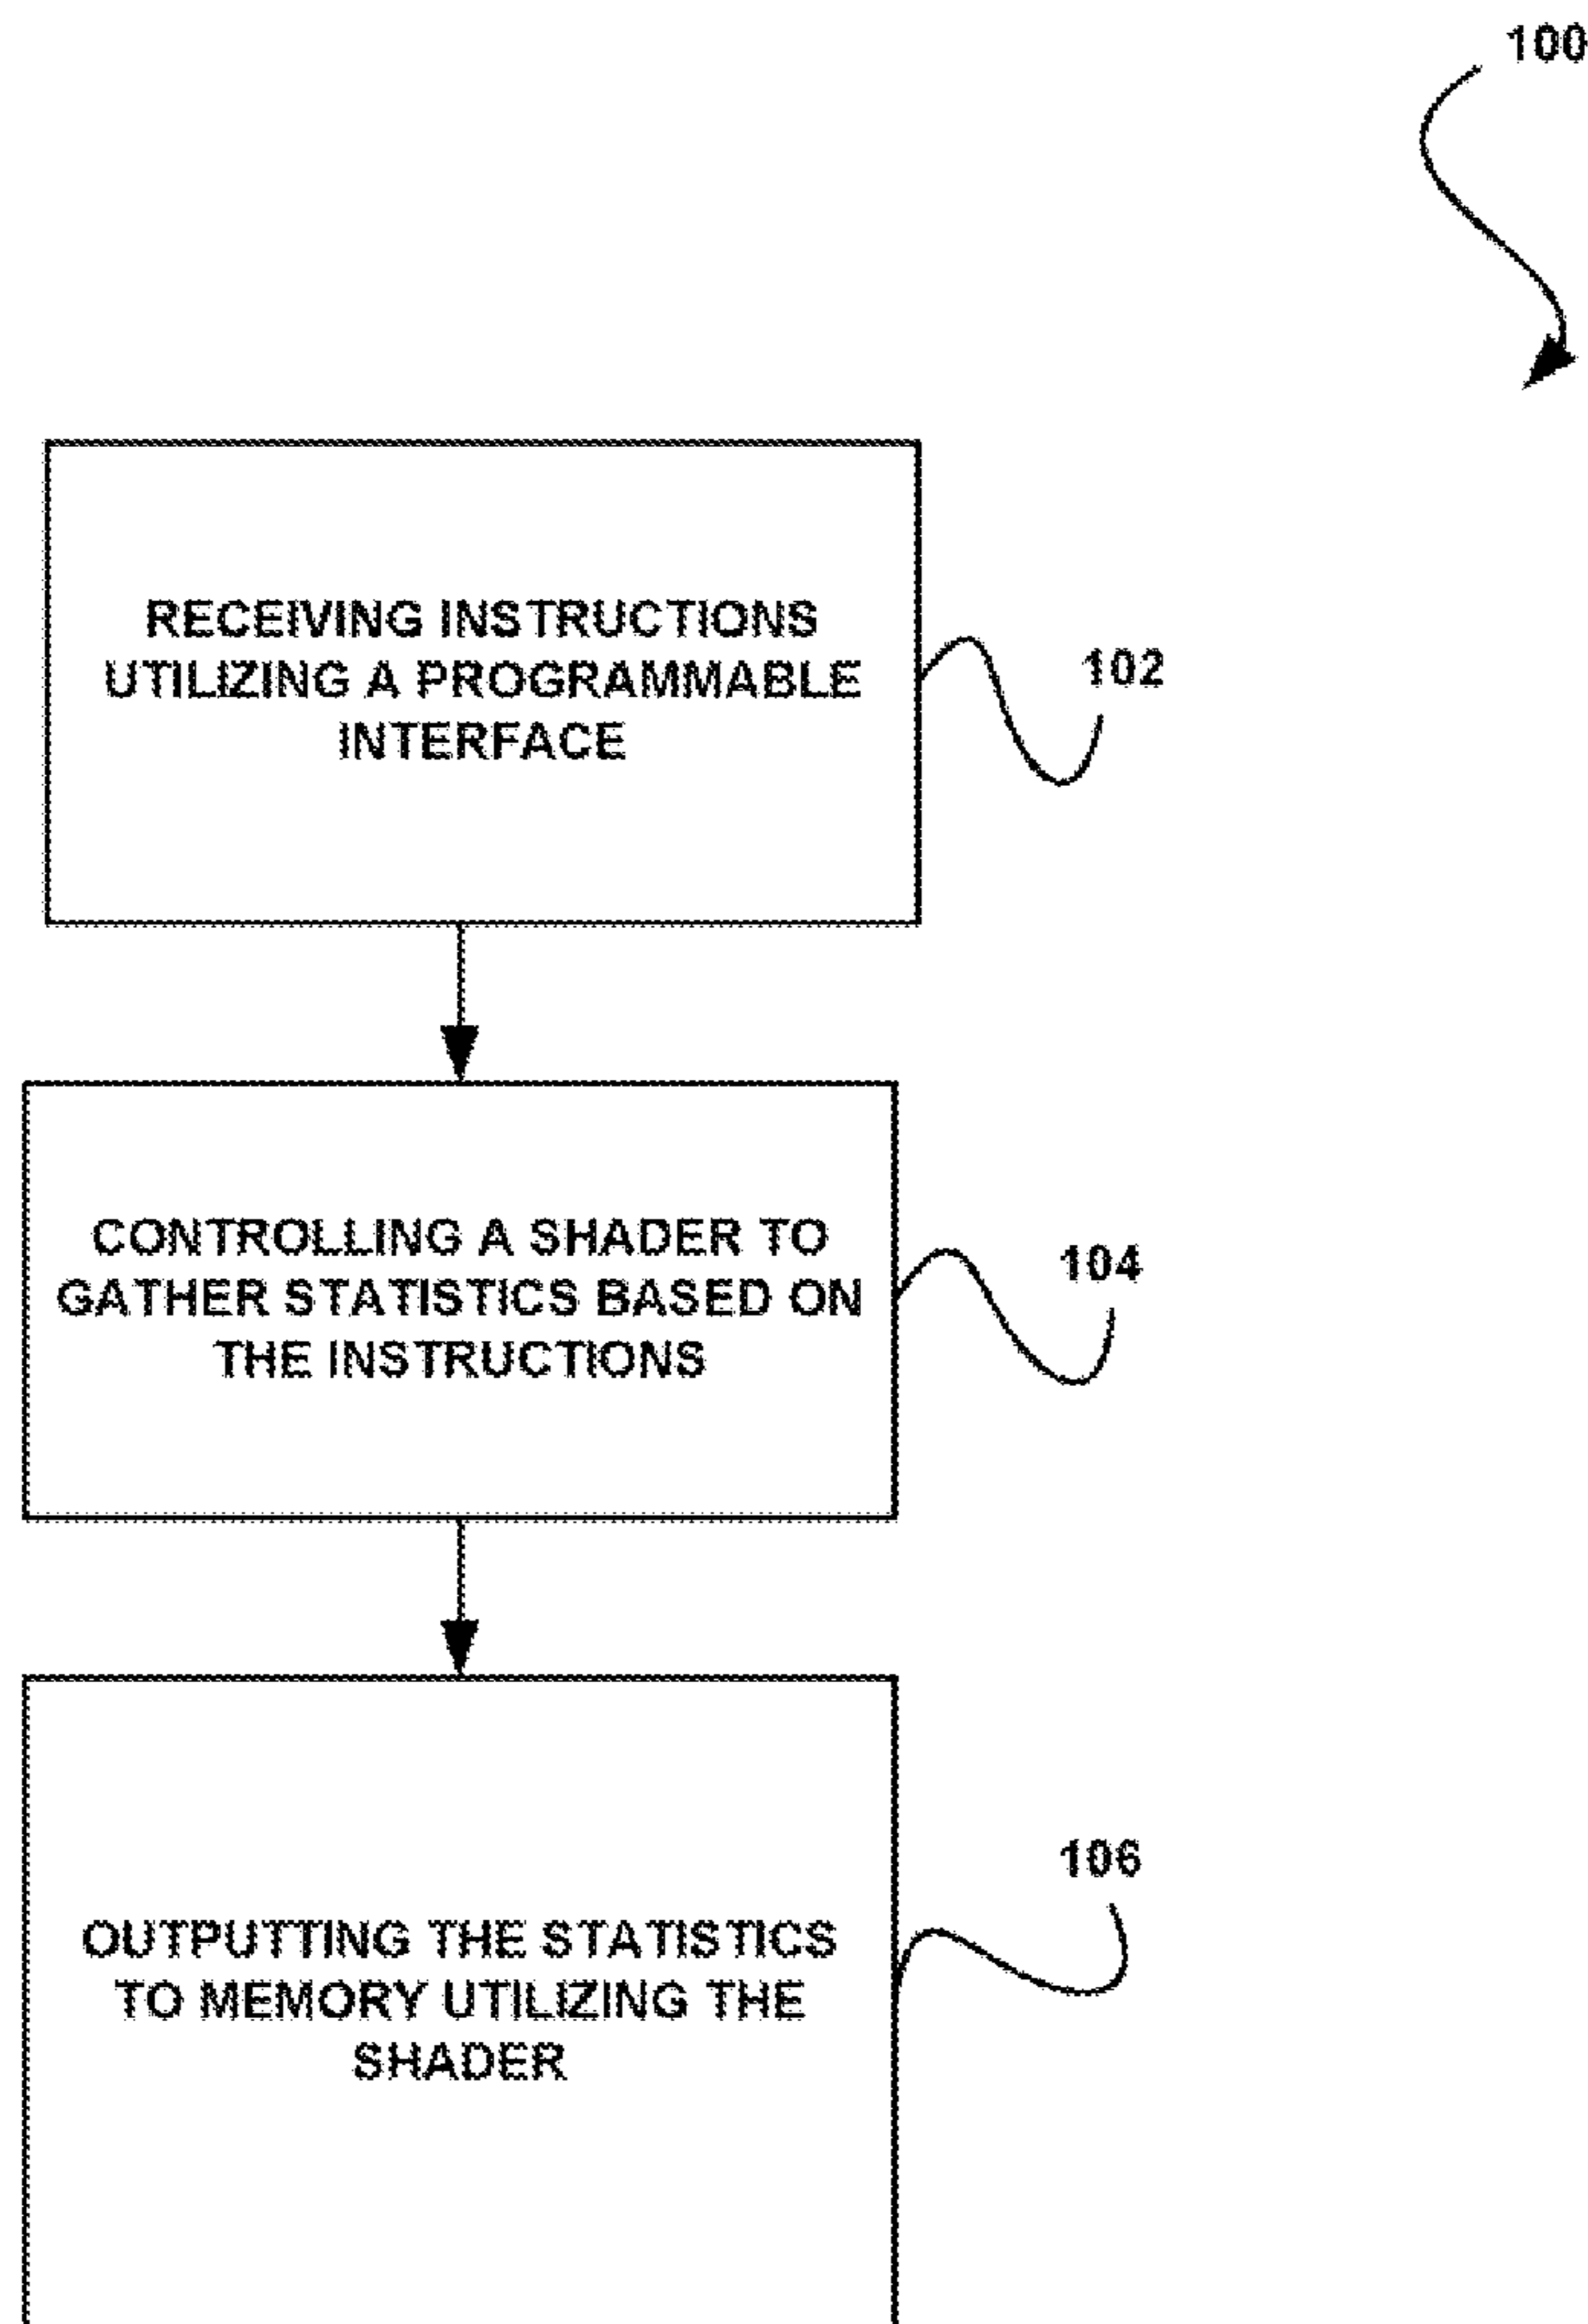 100
RECEIVING INSTRUCTIONS
UTILIZING A PROGRAMMABLE
INTERFACE
102
CONTROLLING A SHADER TO
GATHER STATISTICS BASED ON
THE INSTRUCTIONS
104
OUTPUTTING THE STATISTICS
TO MEMORY UTILIZING THE
SHADER
106